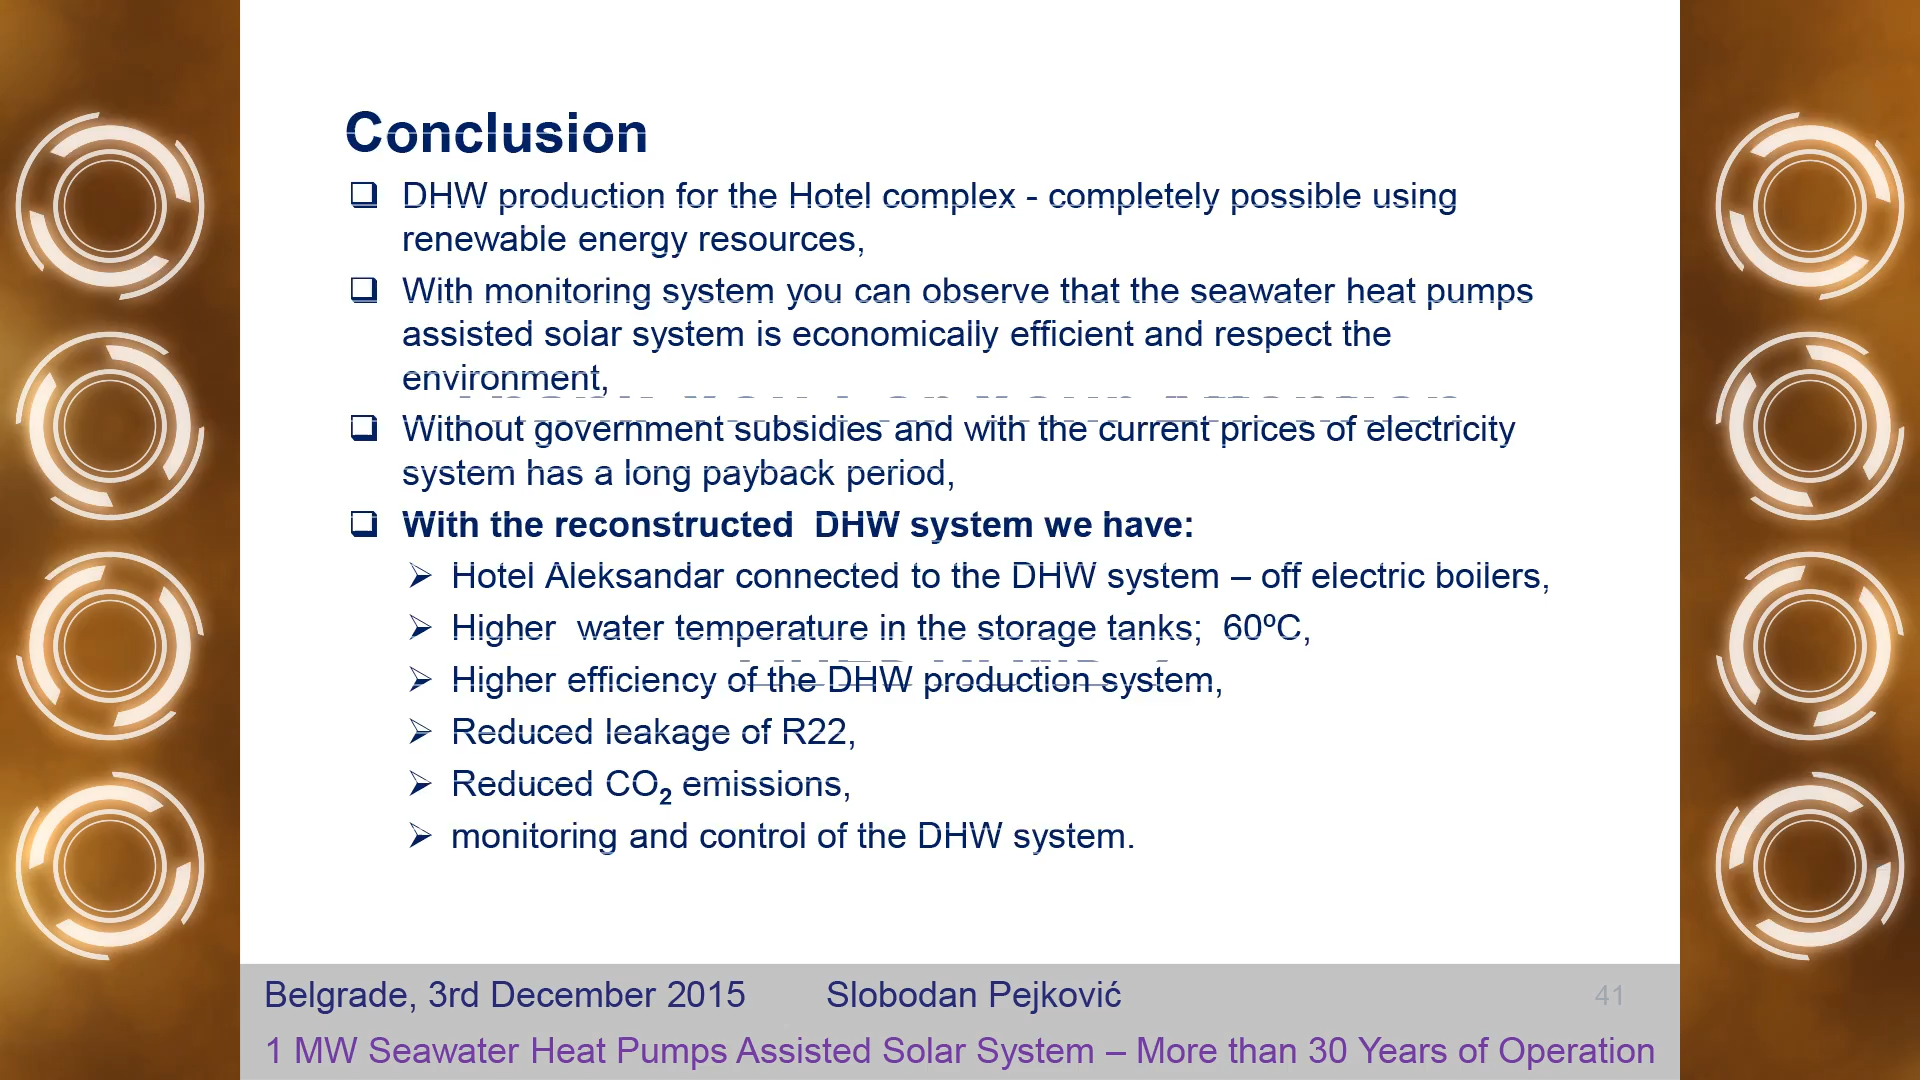 Conclusion
❑ DHW production for the Hotel complex - completely possible using
renewable energy resources,
❑ With monitoring system you can observe that the seawater heat pumps
assisted solar system is economically efficient and respect the
environment,
❑ Without government subsidies and with the current prices of electricity
system has a long payback period,
❑ With the reconstructed  DHW system we have:
➢ Hotel Aleksandar connected to the DHW system – off electric boilers,
➢ Higher  water temperature in the storage tanks;  60ºC,
➢ Higher efficiency of the DHW production system,
➢ Reduced leakage of R22,
➢ Reduced CO₂ emissions,
➢ monitoring and control of the DHW system.
Belgrade, 3rd December 2015 Slobodan Pejković 41
1 MW Seawater Heat Pumps Assisted Solar System – More than 30 Years of Operation